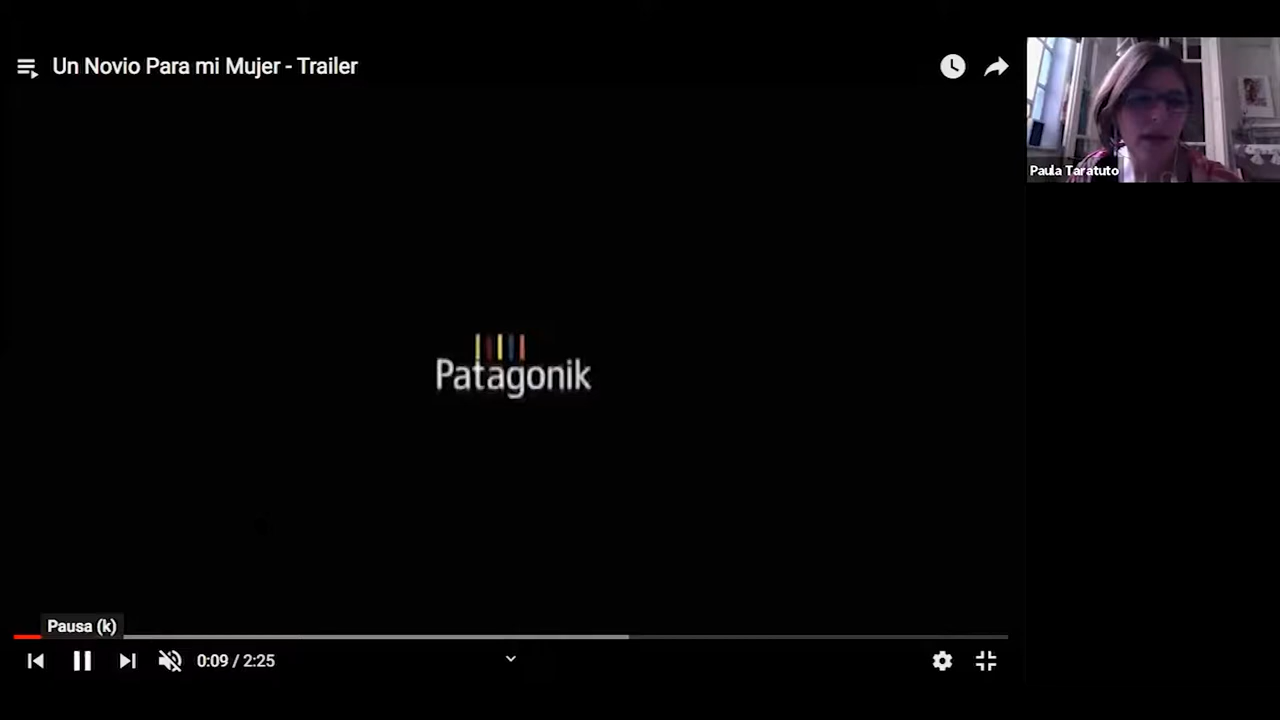 Un Novio Para mi Mujer - Trailer
Paula Taratuto
Patagonik
Pausa (k)
0:09 / 2:25